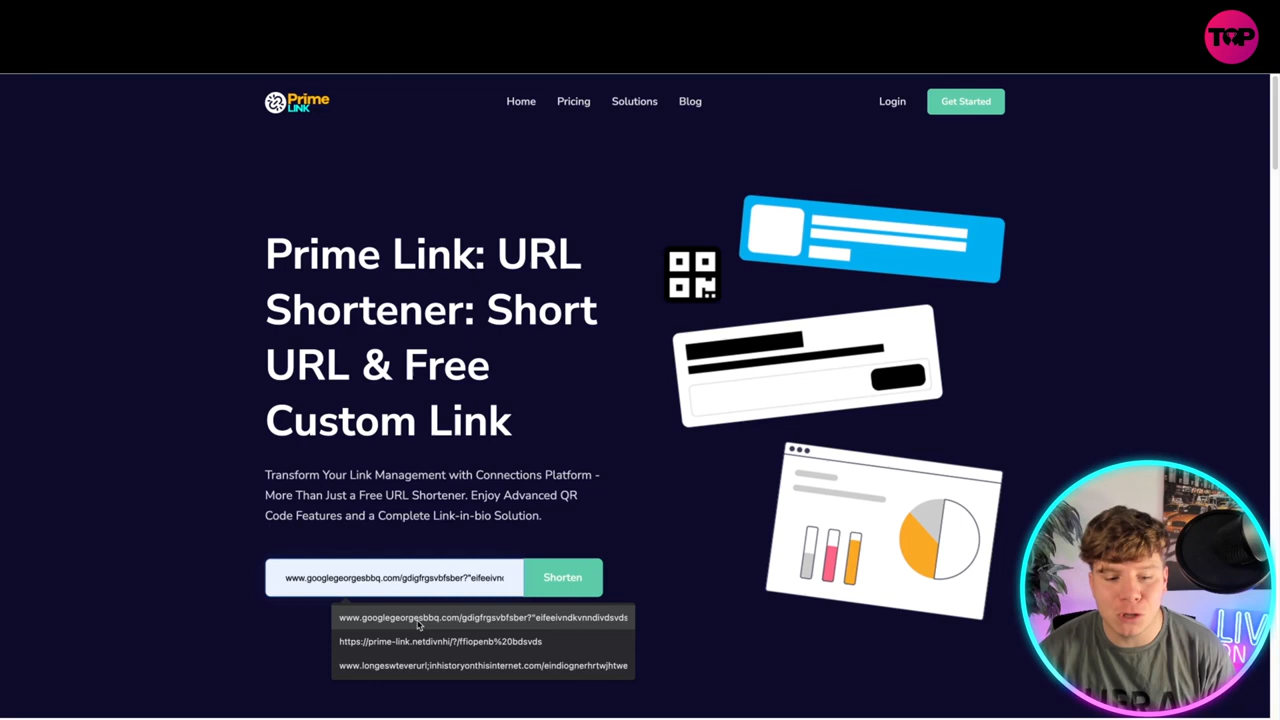 TOP
Prime
LINK
Home
Pricing
Solutions
Blog
Login
Get Started
Prime Link: URL
Shortener: Short
URL & Free
Custom Link
Transform Your Link Management with Connections Platform -
More Than Just a Free URL Shortener. Enjoy Advanced QR
Code Features and a Complete Link-in-bio Solution.
www.googlegeorgesbbq.com/gdigfrgsvbfsber?"eifeeivn
Shorten
www.googlegeorgesbbq.com/gdigfrgsvbfsber?"eifeeivndkvnndivdsvds
https://prime-link.netdivnhi/?/ffiopenb%20bdsvds
www.longeswteverurl;inhistoryonthisinternet.com/eindiognerhrtwjhtwe
LIV